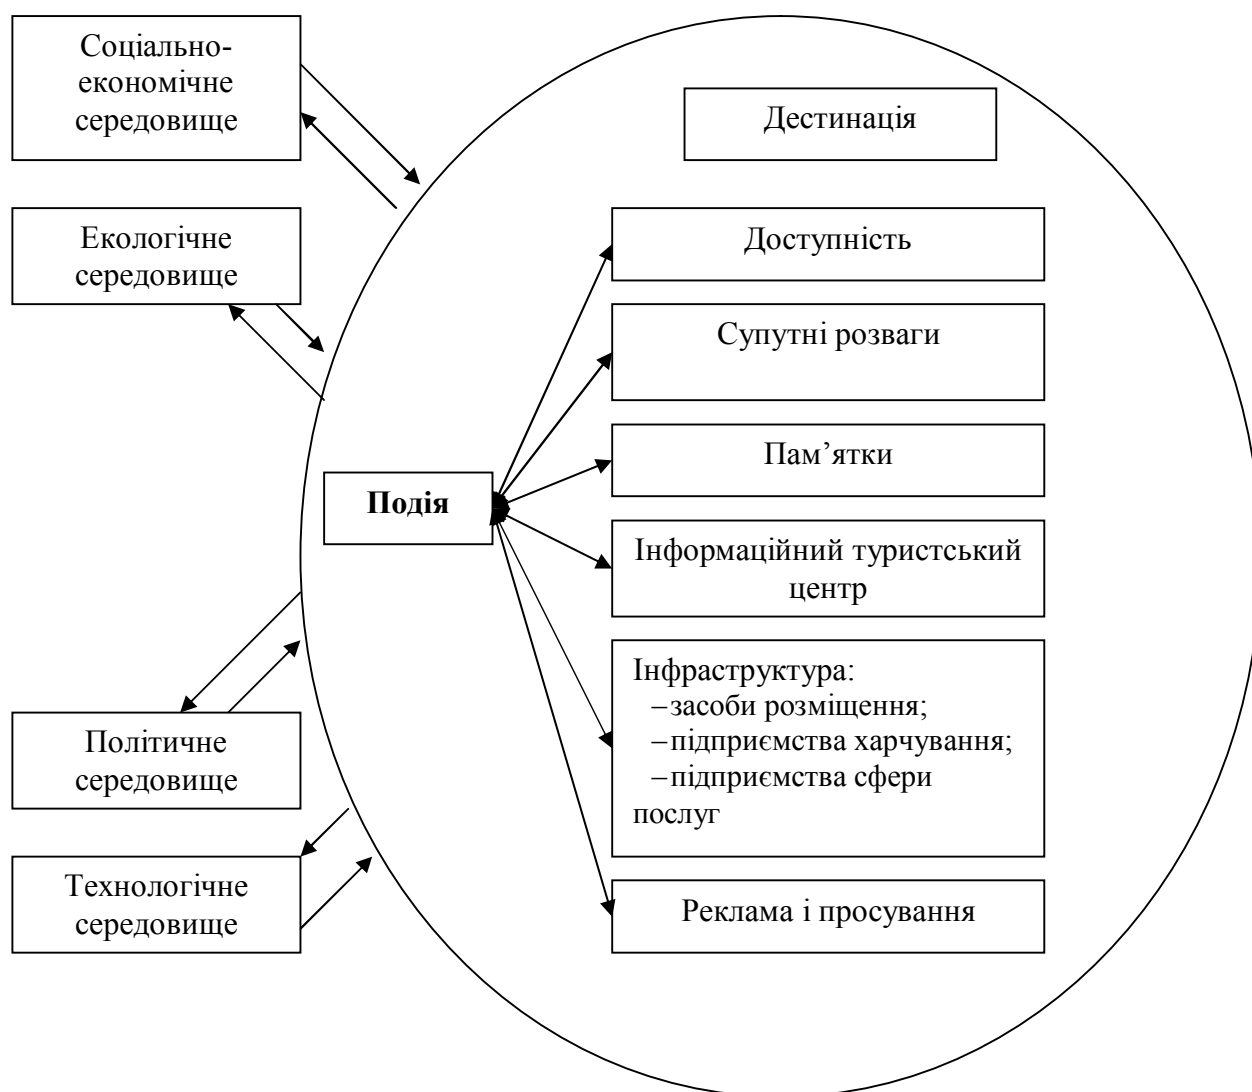 Соціально-
економічне
середовище
Екологічне
середовище
Політичне
середовище
Технологічне
середовище
Подія
Дестинація
Доступність
Супутні розваги
Пам’ятки
Інформаційний туристський
центр
Інфраструктура:
–засоби розміщення;
–підприємства харчування;
–підприємства сфери
послуг
Реклама і просування